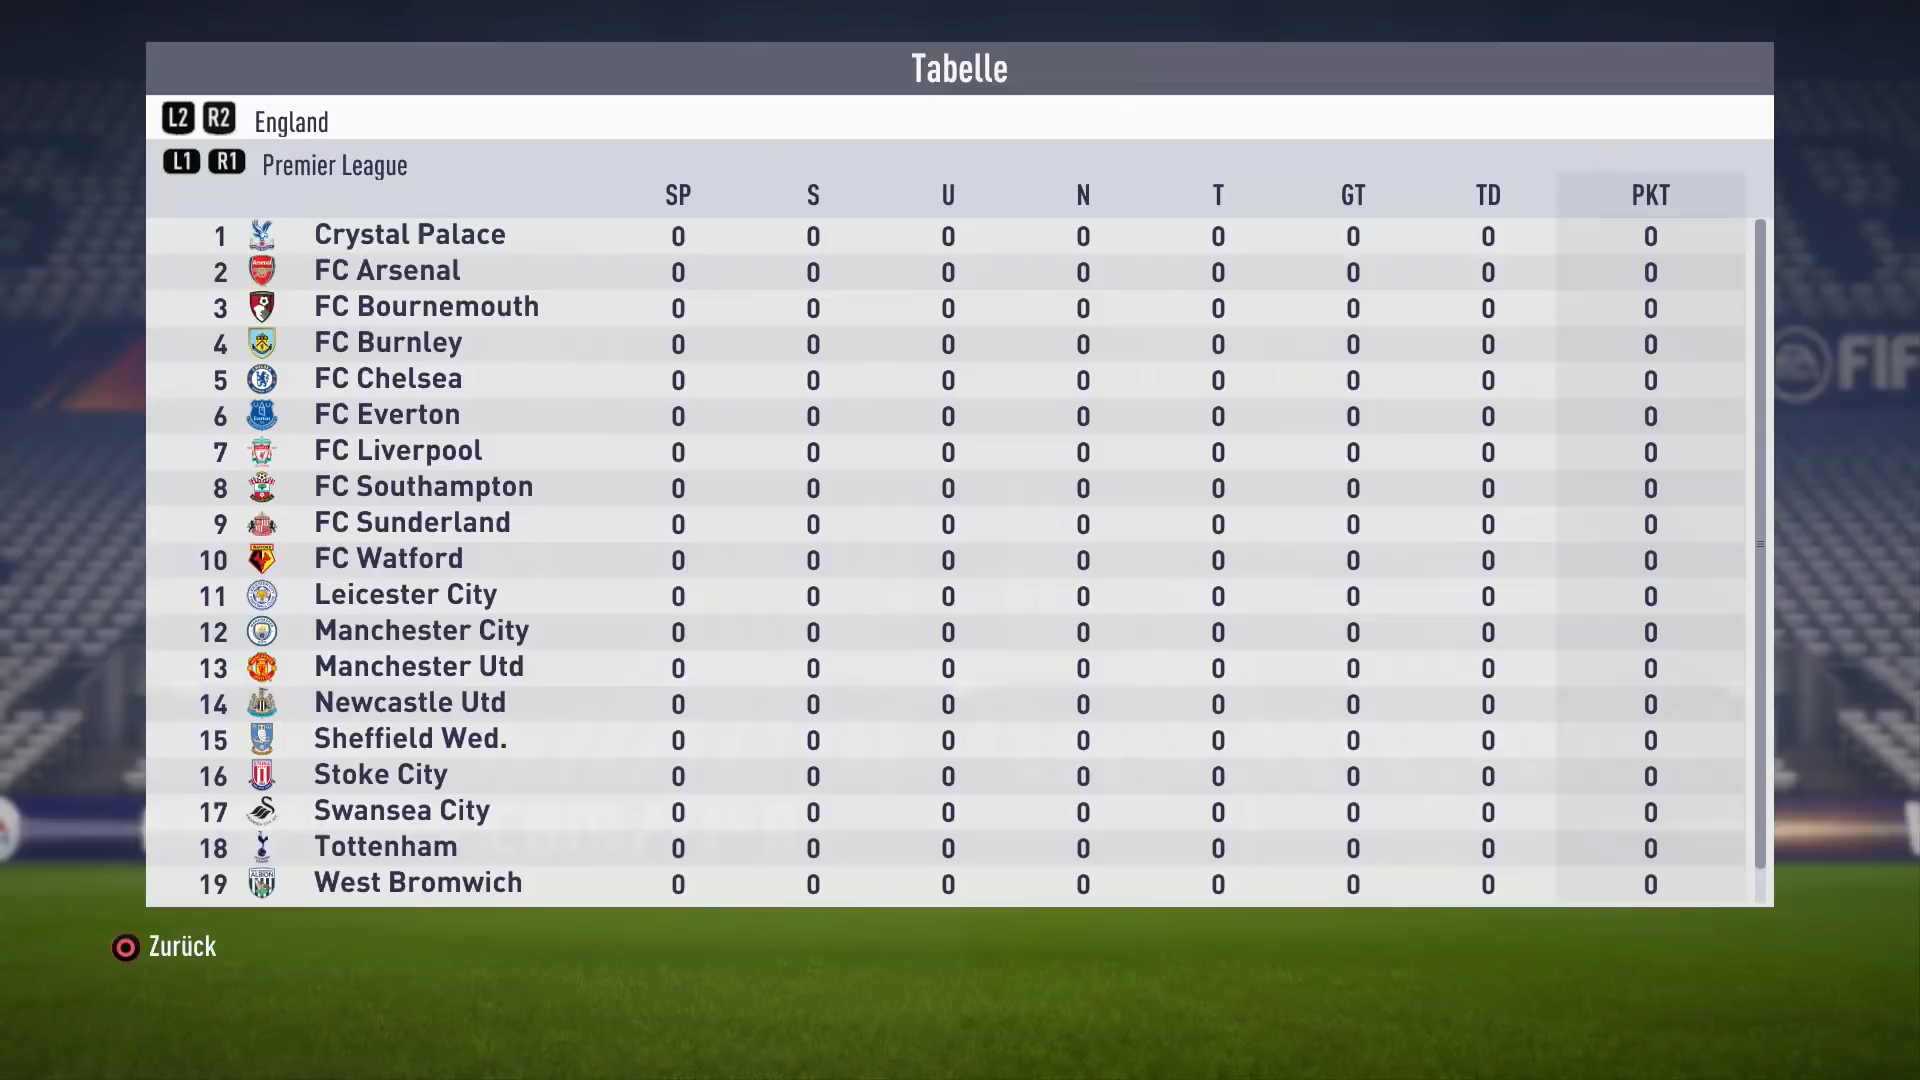 Tabelle
L2 R2 England
L1 R1 Premier League
SP S U N T GT TD PKT
1 Crystal Palace 0 0 0 0 0 0 0 0
2 FC Arsenal 0 0 0 0 0 0 0 0
3 FC Bournemouth 0 0 0 0 0 0 0 0
4 FC Burnley 0 0 0 0 0 0 0 0
5 FC Chelsea 0 0 0 0 0 0 0 0
6 FC Everton 0 0 0 0 0 0 0 0
7 FC Liverpool 0 0 0 0 0 0 0 0
8 FC Southampton 0 0 0 0 0 0 0 0
9 FC Sunderland 0 0 0 0 0 0 0 0
10 FC Watford 0 0 0 0 0 0 0 0
11 Leicester City 0 0 0 0 0 0 0 0
12 Manchester City 0 0 0 0 0 0 0 0
13 Manchester Utd 0 0 0 0 0 0 0 0
14 Newcastle Utd 0 0 0 0 0 0 0 0
15 Sheffield Wed. 0 0 0 0 0 0 0 0
16 Stoke City 0 0 0 0 0 0 0 0
17 Swansea City 0 0 0 0 0 0 0 0
18 Tottenham 0 0 0 0 0 0 0 0
19 West Bromwich 0 0 0 0 0 0 0 0
EA FIF
Zurück